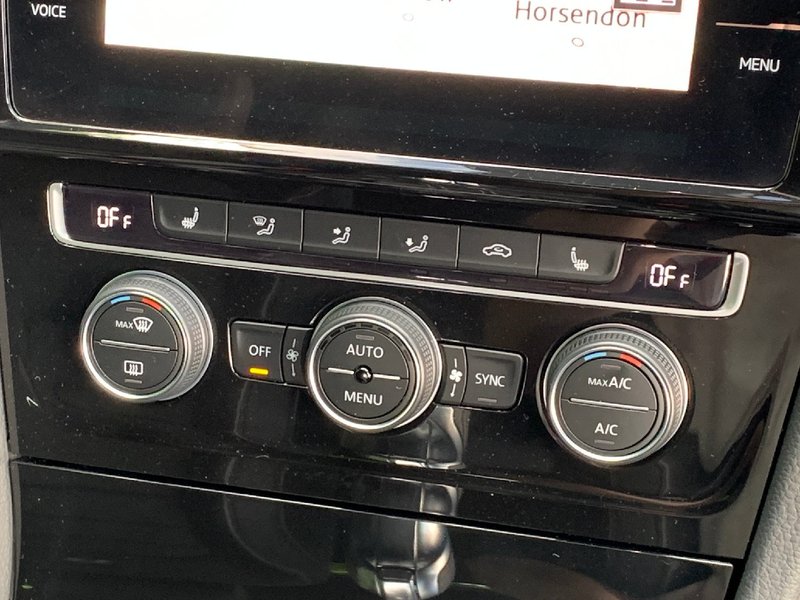 VOICE
Horsendon
MENU
OFF
OFF
MAX
OFF
AUTO
MENU
SYNC
MAX A/C
A/C